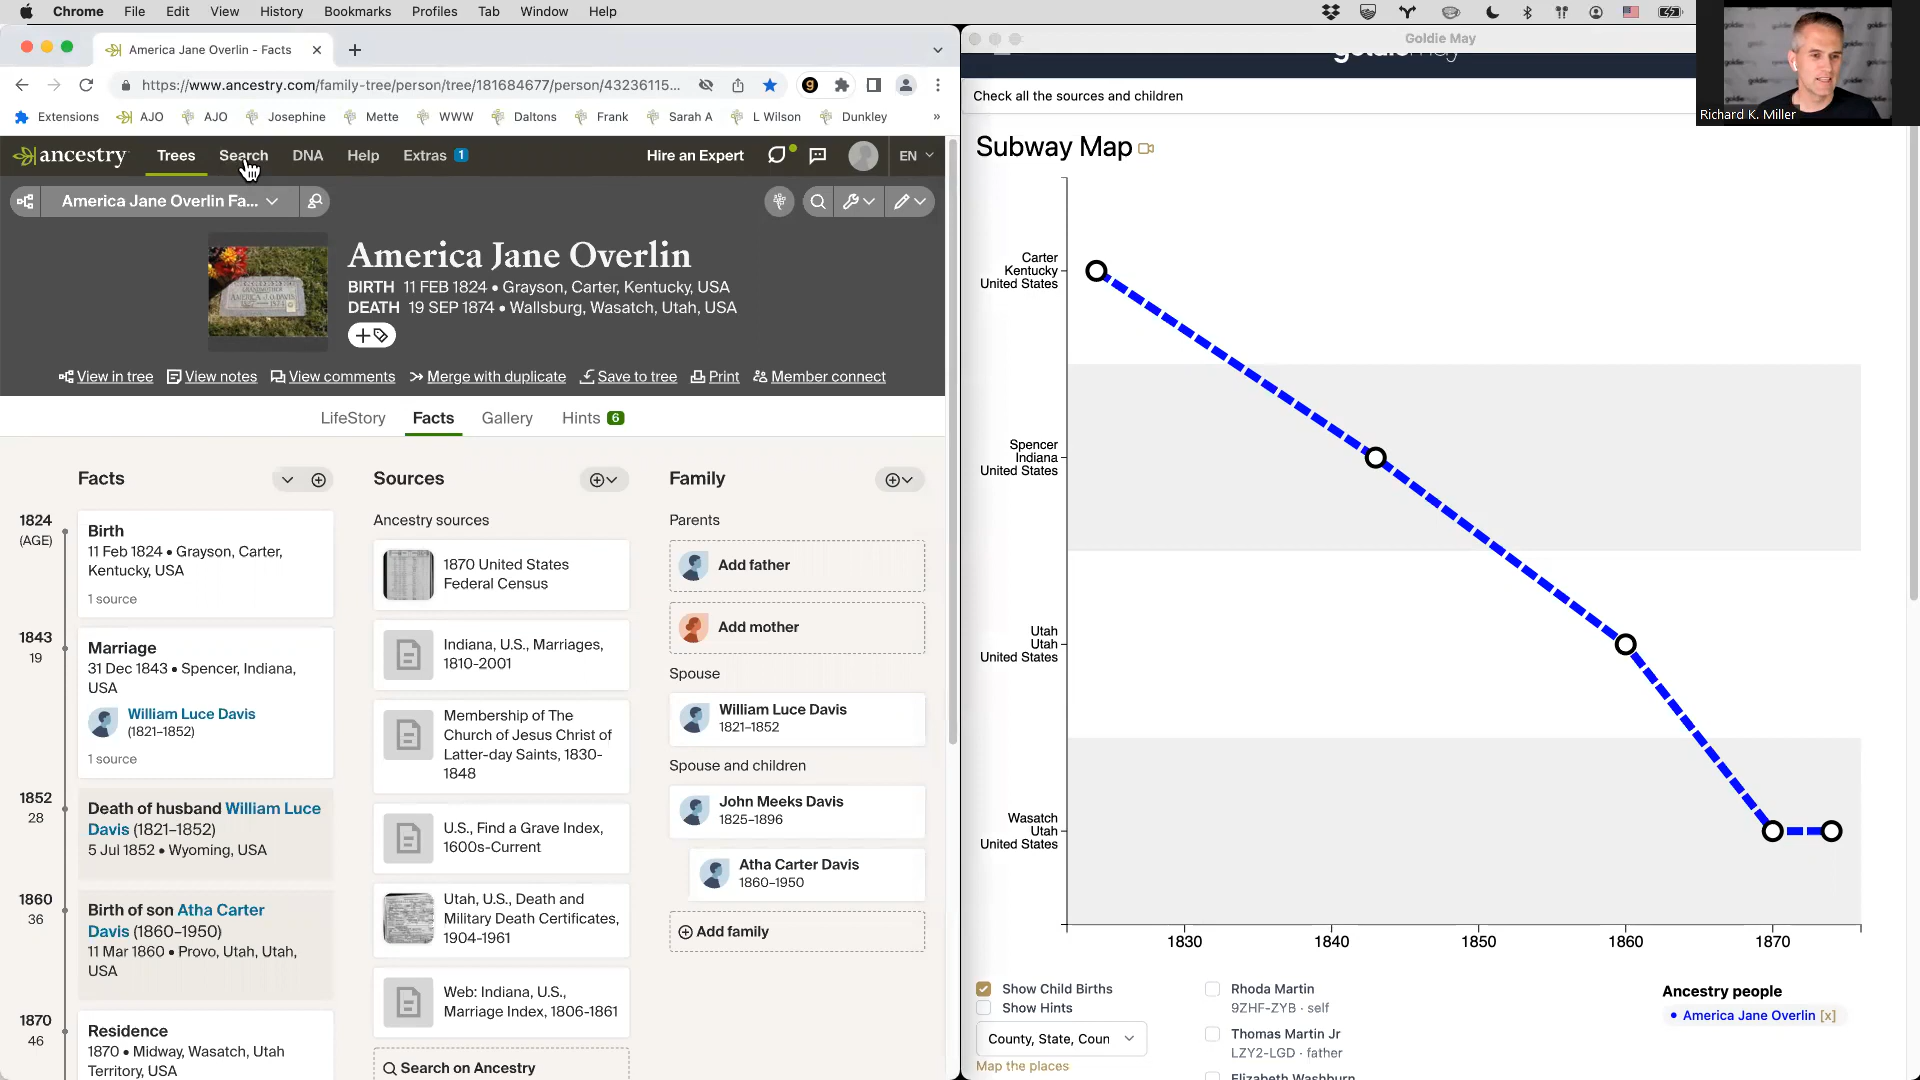 Chrome File Edit View History Bookmarks Profiles Tab Window Help
America Jane Overlin - Facts
https://www.ancestry.com/family-tree/person/tree/181684677/person/43236115...
Extensions AJO AJO Josephine Mette WWW Daltons Frank Sarah A L Wilson Dunkley »
ancestry Trees Search DNA Help Extras 1 Hire an Expert EN
America Jane Overlin Fa...
America Jane Overlin
BIRTH 11 FEB 1824 • Grayson, Carter, Kentucky, USA
DEATH 19 SEP 1874 • Wallsburg, Wasatch, Utah, USA
View in tree View notes View comments Merge with duplicate Save to tree Print Member connect
LifeStory Facts Gallery Hints 6
Facts
1824
(AGE)
Birth
11 Feb 1824 • Grayson, Carter,
Kentucky, USA
1 source
1843
19
Marriage
31 Dec 1843 • Spencer, Indiana,
USA
William Luce Davis
(1821–1852)
1 source
1852
28
Death of husband William Luce
Davis (1821–1852)
5 Jul 1852 • Wyoming, USA
1860
36
Birth of son Atha Carter
Davis (1860–1950)
11 Mar 1860 • Provo, Utah, Utah,
USA
1870
46
Residence
1870 • Midway, Wasatch, Utah
Territory, USA
Sources
Ancestry sources
1870 United States
Federal Census
Indiana, U.S., Marriages,
1810-2001
Membership of The
Church of Jesus Christ of
Latter-day Saints, 1830-
1848
U.S., Find a Grave Index,
1600s-Current
Utah, U.S., Death and
Military Death Certificates,
1904-1961
Web: Indiana, U.S.,
Marriage Index, 1806-1861
Search on Ancestry
Family
Parents
Add father
Add mother
Spouse
William Luce Davis
1821–1852
Spouse and children
John Meeks Davis
1825–1896
Atha Carter Davis
1860–1950
Add family
Goldie May
Check all the sources and children
Richard K. Miller
Subway Map
Carter
Kentucky
United States
Spencer
Indiana
United States
Utah
Utah
United States
Wasatch
Utah
United States
1830 1840 1850 1860 1870
Show Child Births
Show Hints
County, State, Coun
Map the places
Rhoda Martin
9ZHF-ZYB · self
Thomas Martin Jr
LZY2-LGD · father
Elizabeth Washburn
Ancestry people
• America Jane Overlin [x]